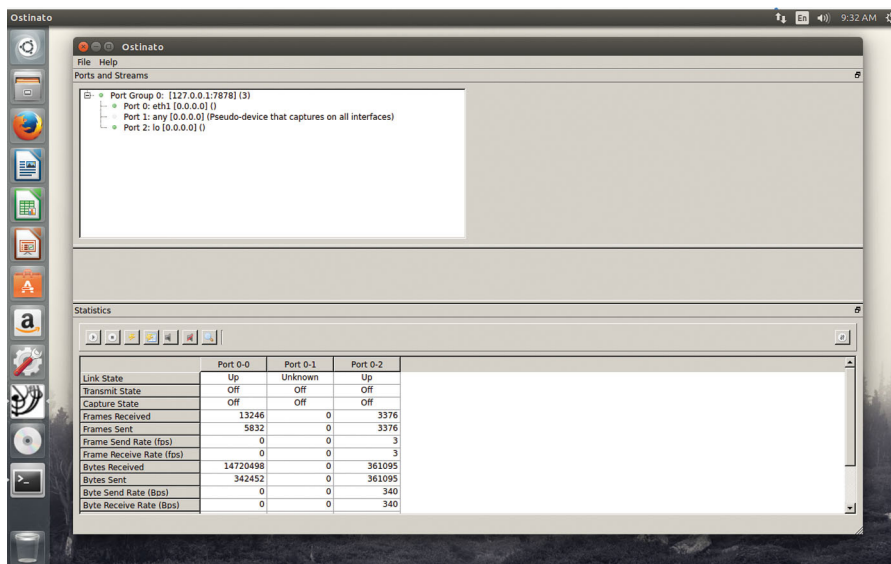 Ostinato En 9:32 AM
Ostinato
File Help
Ports and Streams
Port Group 0: [127.0.0.1:7878] (3)
Port 0: eth1 [0.0.0.0] ()
Port 1: any [0.0.0.0] (Pseudo-device that captures on all interfaces)
Port 2: lo [0.0.0.0] ()
Statistics
Port 0-0 Port 0-1 Port 0-2
Link State Up Unknown Up
Transmit State Off Off Off
Capture State Off Off Off
Frames Received 13246 0 3376
Frames Sent 5832 0 3376
Frame Send Rate (fps) 0 0 3
Frame Receive Rate (fps) 0 0 3
Bytes Received 14720498 0 361095
Bytes Sent 342452 0 361095
Byte Send Rate (Bps) 0 0 340
Byte Receive Rate (Bps) 0 0 340